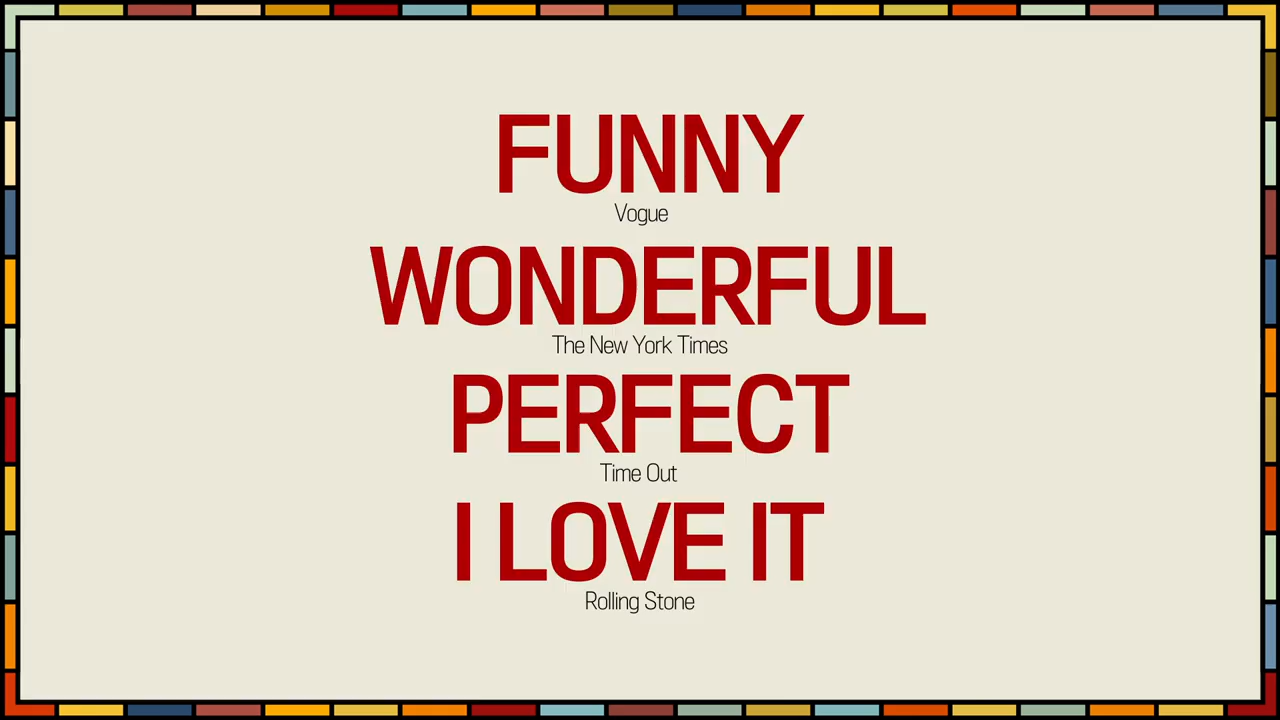 FUNNY
Vogue
WONDERFUL
The New York Times
PERFECT
Time Out
I LOVE IT
Rolling Stone